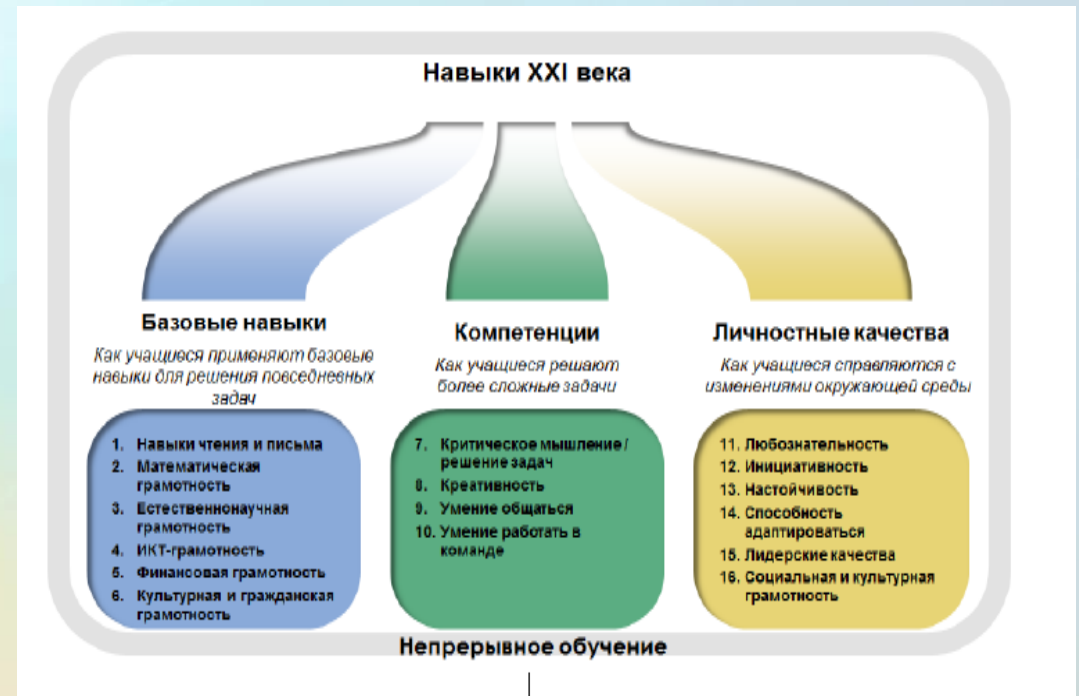 Навыки XXI века
Базовые навыки
Как учащиеся применяют базовые
навыки для решения повседневных
задач
1. Навыки чтения и письма
2. Математическая
грамотность
3. Естественнонаучная
грамотность
4. ИКТ-грамотность
5. Финансовая грамотность
6. Культурная и гражданская
грамотность
Компетенции
Как учащиеся решают
более сложные задачи
7. Критическое мышление /
решение задач
8. Креативность
9. Умение общаться
10. Умение работать в
команде
Личностные качества
Как учащиеся справляются с
изменениями окружающей среды
11. Любознательность
12. Инициативность
13. Настойчивость
14. Способность
адаптироваться
15. Лидерские качества
16. Социальная и культурная
грамотность
Непрерывное обучение